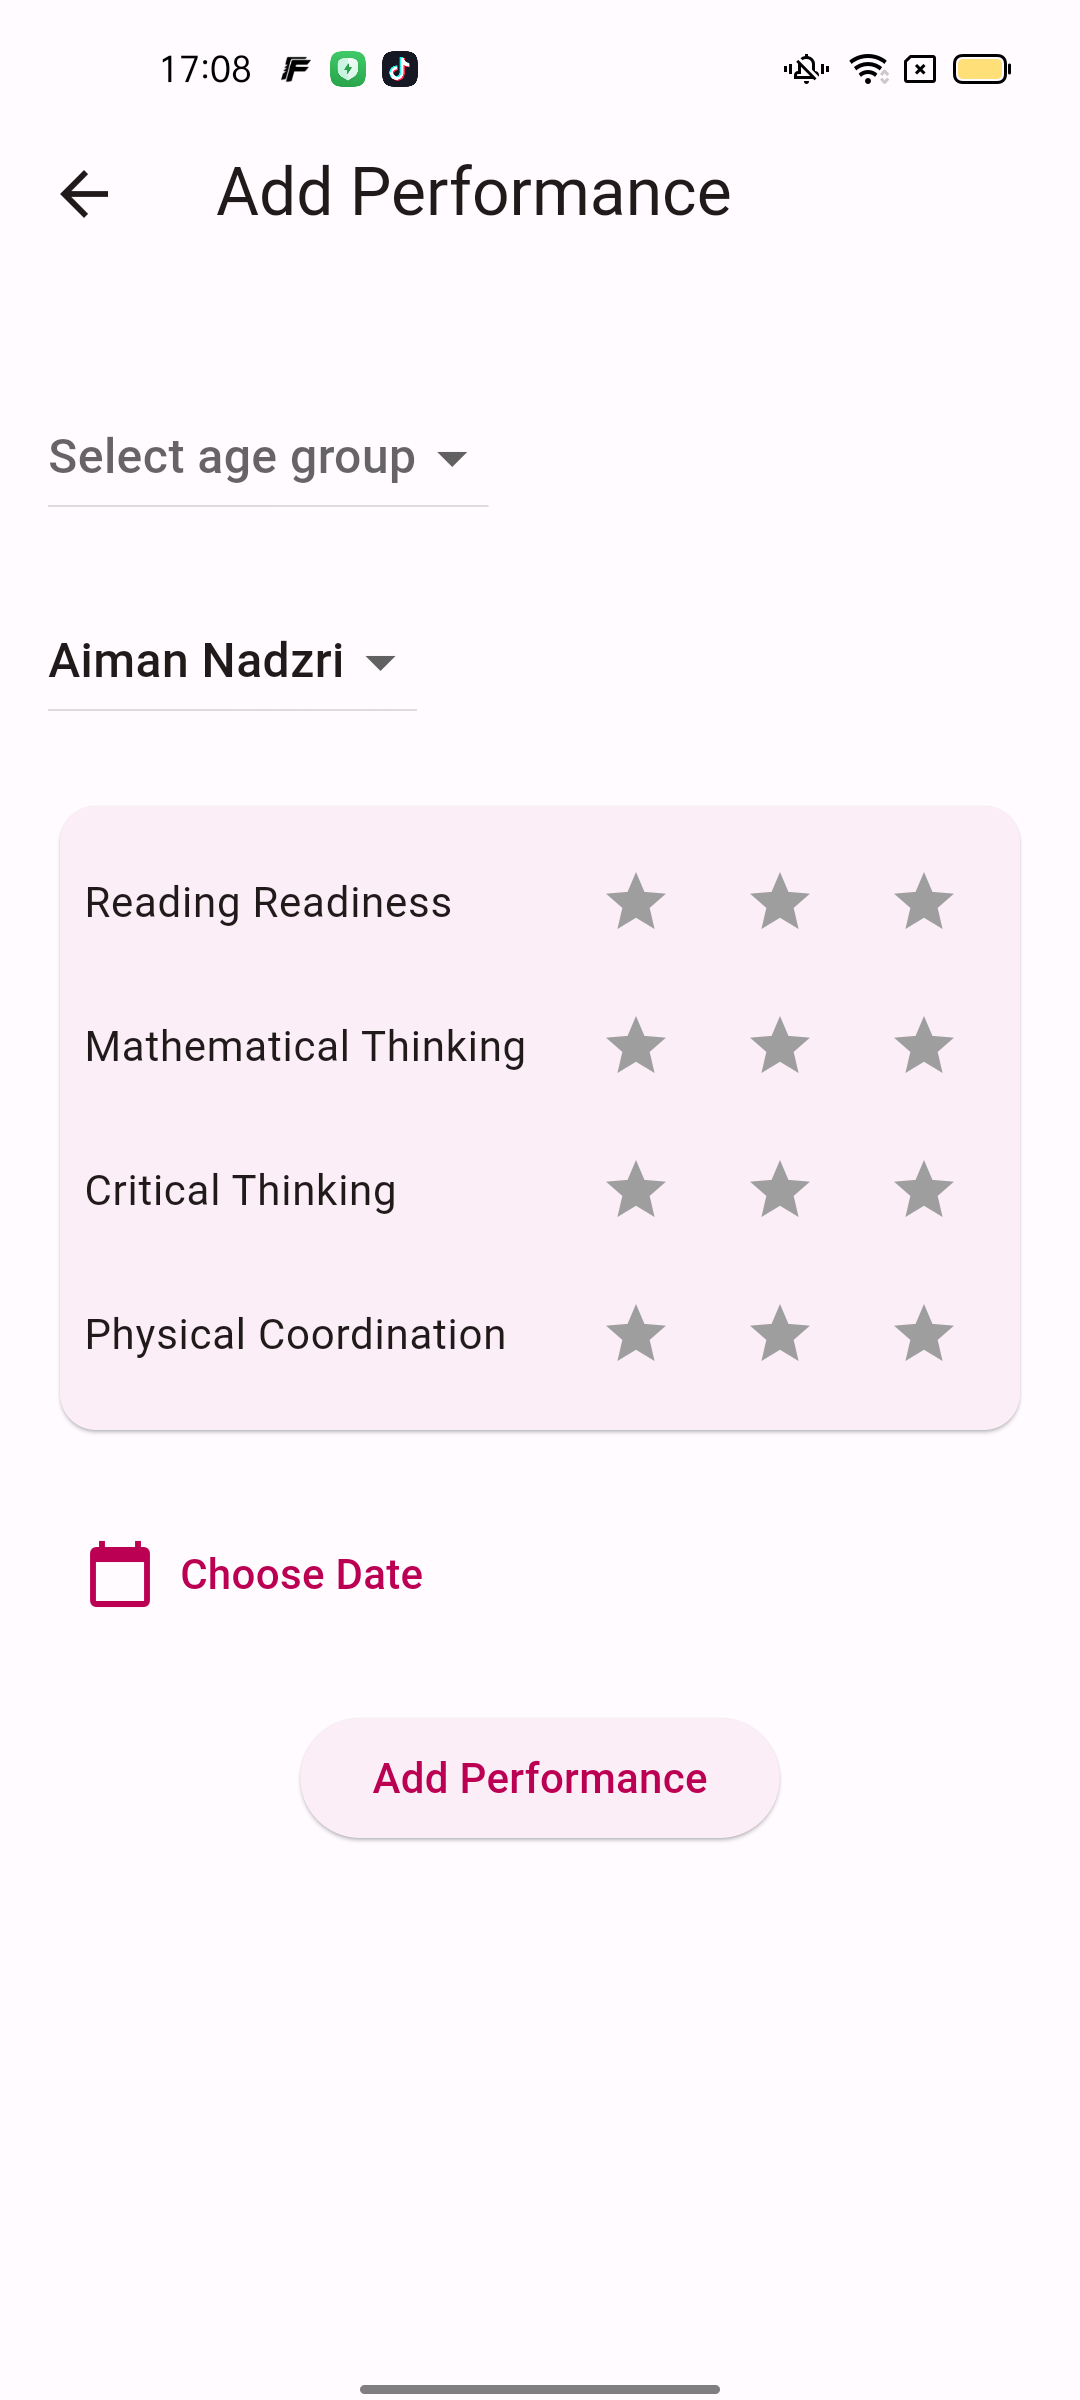 17:08
Add Performance
Select age group
Aiman Nadzri
Reading Readiness
Mathematical Thinking
Critical Thinking
Physical Coordination
Choose Date
Add Performance